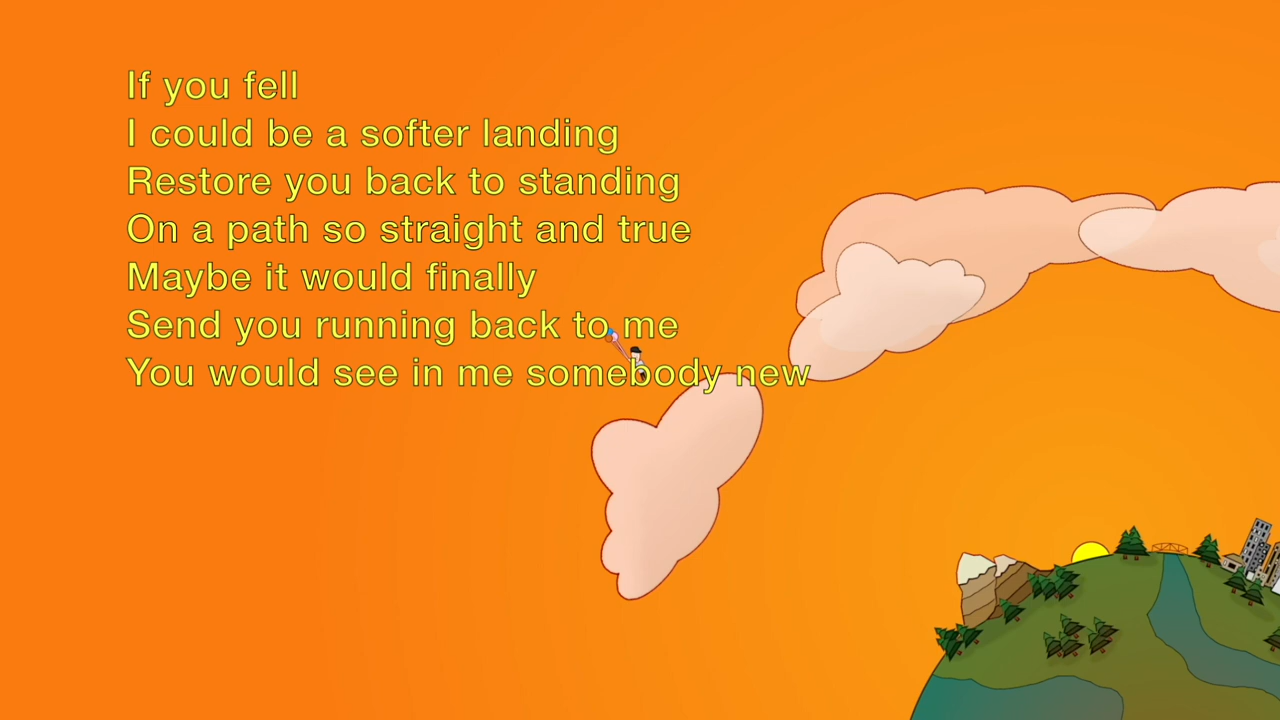 If you fell
I could be a softer landing
Restore you back to standing
On a path so straight and true
Maybe it would finally
Send you running back to me
You would see in me somebody new